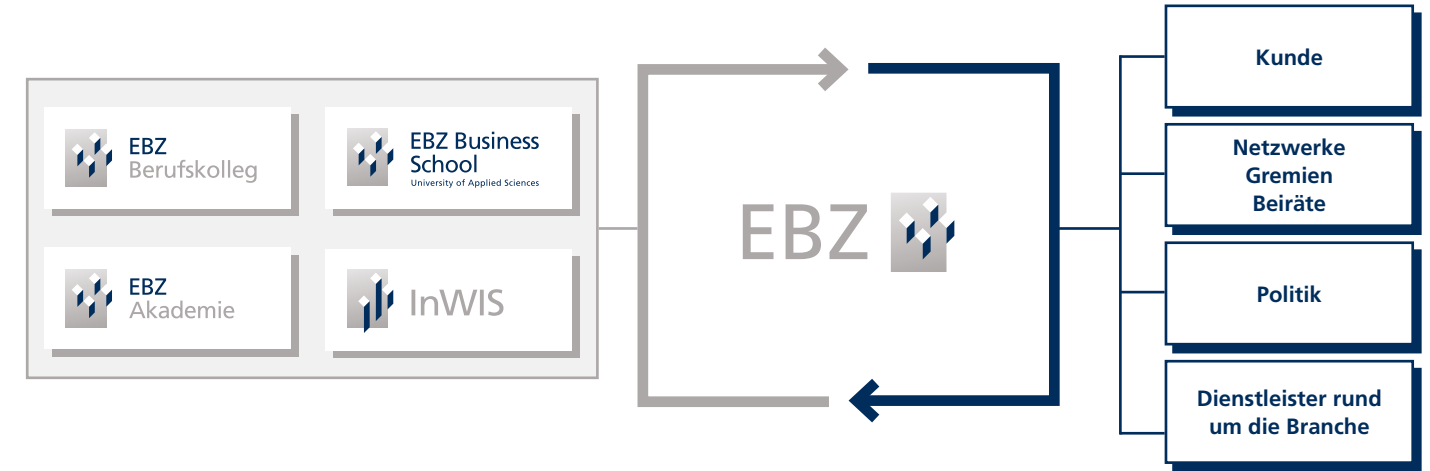 EBZ
Berufskolleg
EBZ Business
School
University of Applied Sciences
EBZ
Akademie
InWIS
EBZ
Kunde
Netzwerke
Gremien
Beiräte
Politik
Dienstleister rund
um die Branche